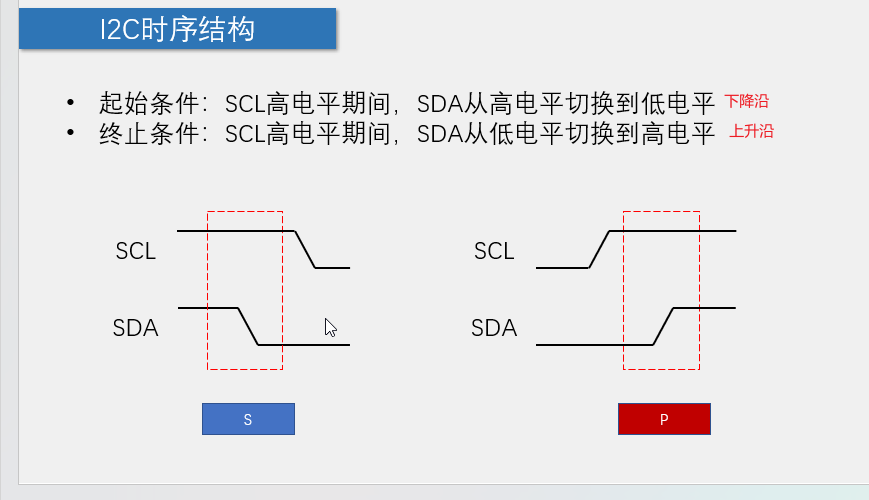 I2C时序结构
• 起始条件：SCL高电平期间，SDA从高电平切换到低电平 下降沿
• 终止条件：SCL高电平期间，SDA从低电平切换到高电平 上升沿
SCL SCL
SDA SDA
S P